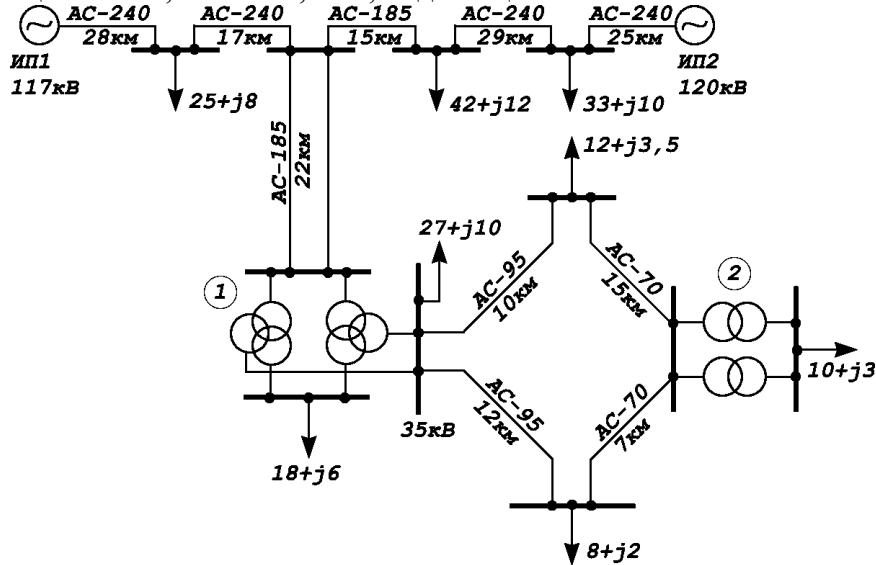 АС-240
АС-240
АС-185
АС-240
АС-240
28км
17км
15км
29км
25км
ИП1
117кВ
ИП2
120кВ
25+j8
42+j12
33+j10
АС-185
22км
12+j3,5
27+j10
1
АС-95
10км
АС-70
15км
2
10+j3
35кВ
АС-95
12км
АС-70
7км
18+j6
8+j2